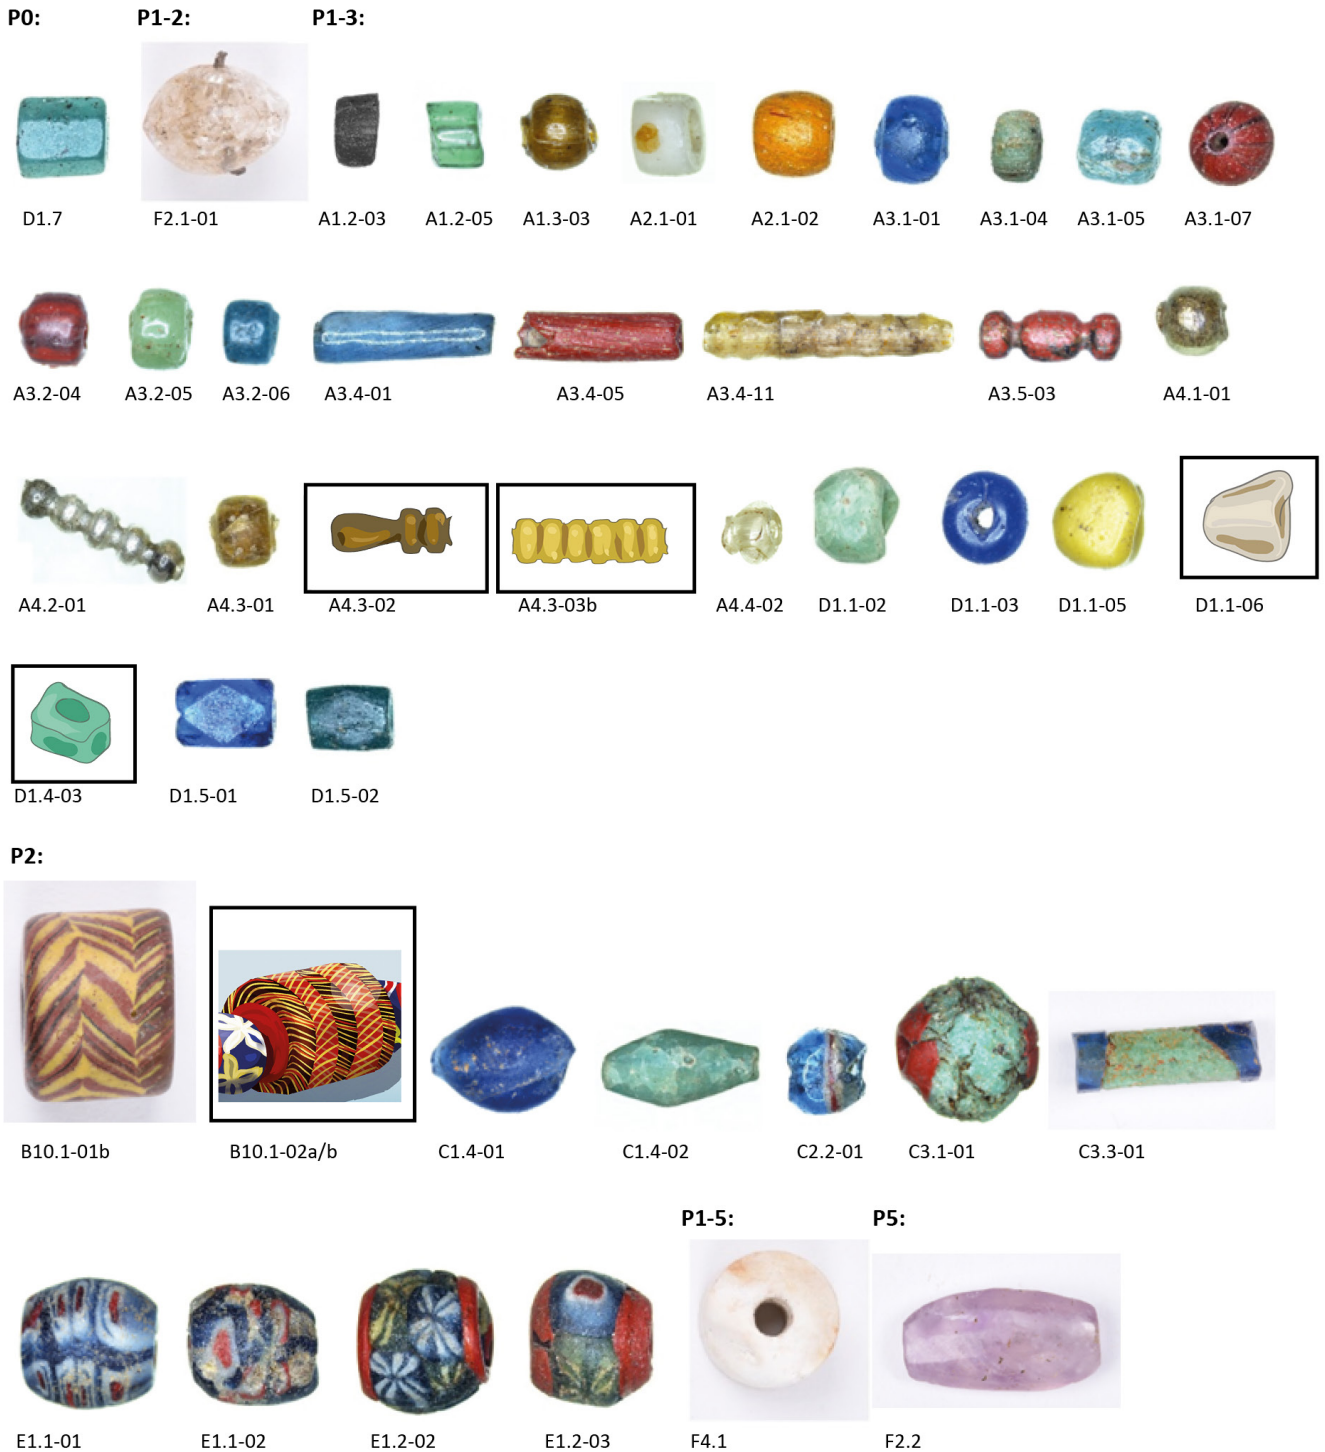 P0: P1-2: P1-3:
D1.7 F2.1-01 A1.2-03 A1.2-05 A1.3-03 A2.1-01 A2.1-02 A3.1-01 A3.1-04 A3.1-05 A3.1-07
A3.2-04 A3.2-05 A3.2-06 A3.4-01 A3.4-05 A3.4-11 A3.5-03 A4.1-01
A4.2-01 A4.3-01 A4.3-02 A4.3-03b A4.4-02 D1.1-02 D1.1-03 D1.1-05 D1.1-06
D1.4-03 D1.5-01 D1.5-02
P2:
B10.1-01b B10.1-02a/b C1.4-01 C1.4-02 C2.2-01 C3.1-01 C3.3-01
P1-5: P5:
E1.1-01 E1.1-02 E1.2-02 E1.2-03 F4.1 F2.2